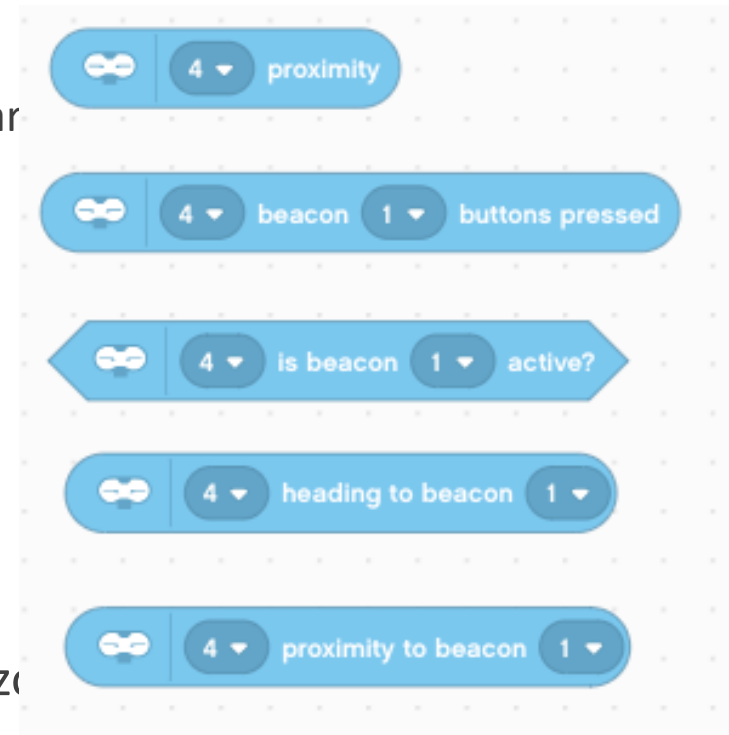 4 proximity
4 beacon 1 buttons pressed
4 is beacon 1 active?
4 heading to beacon 1
4 proximity to beacon 1